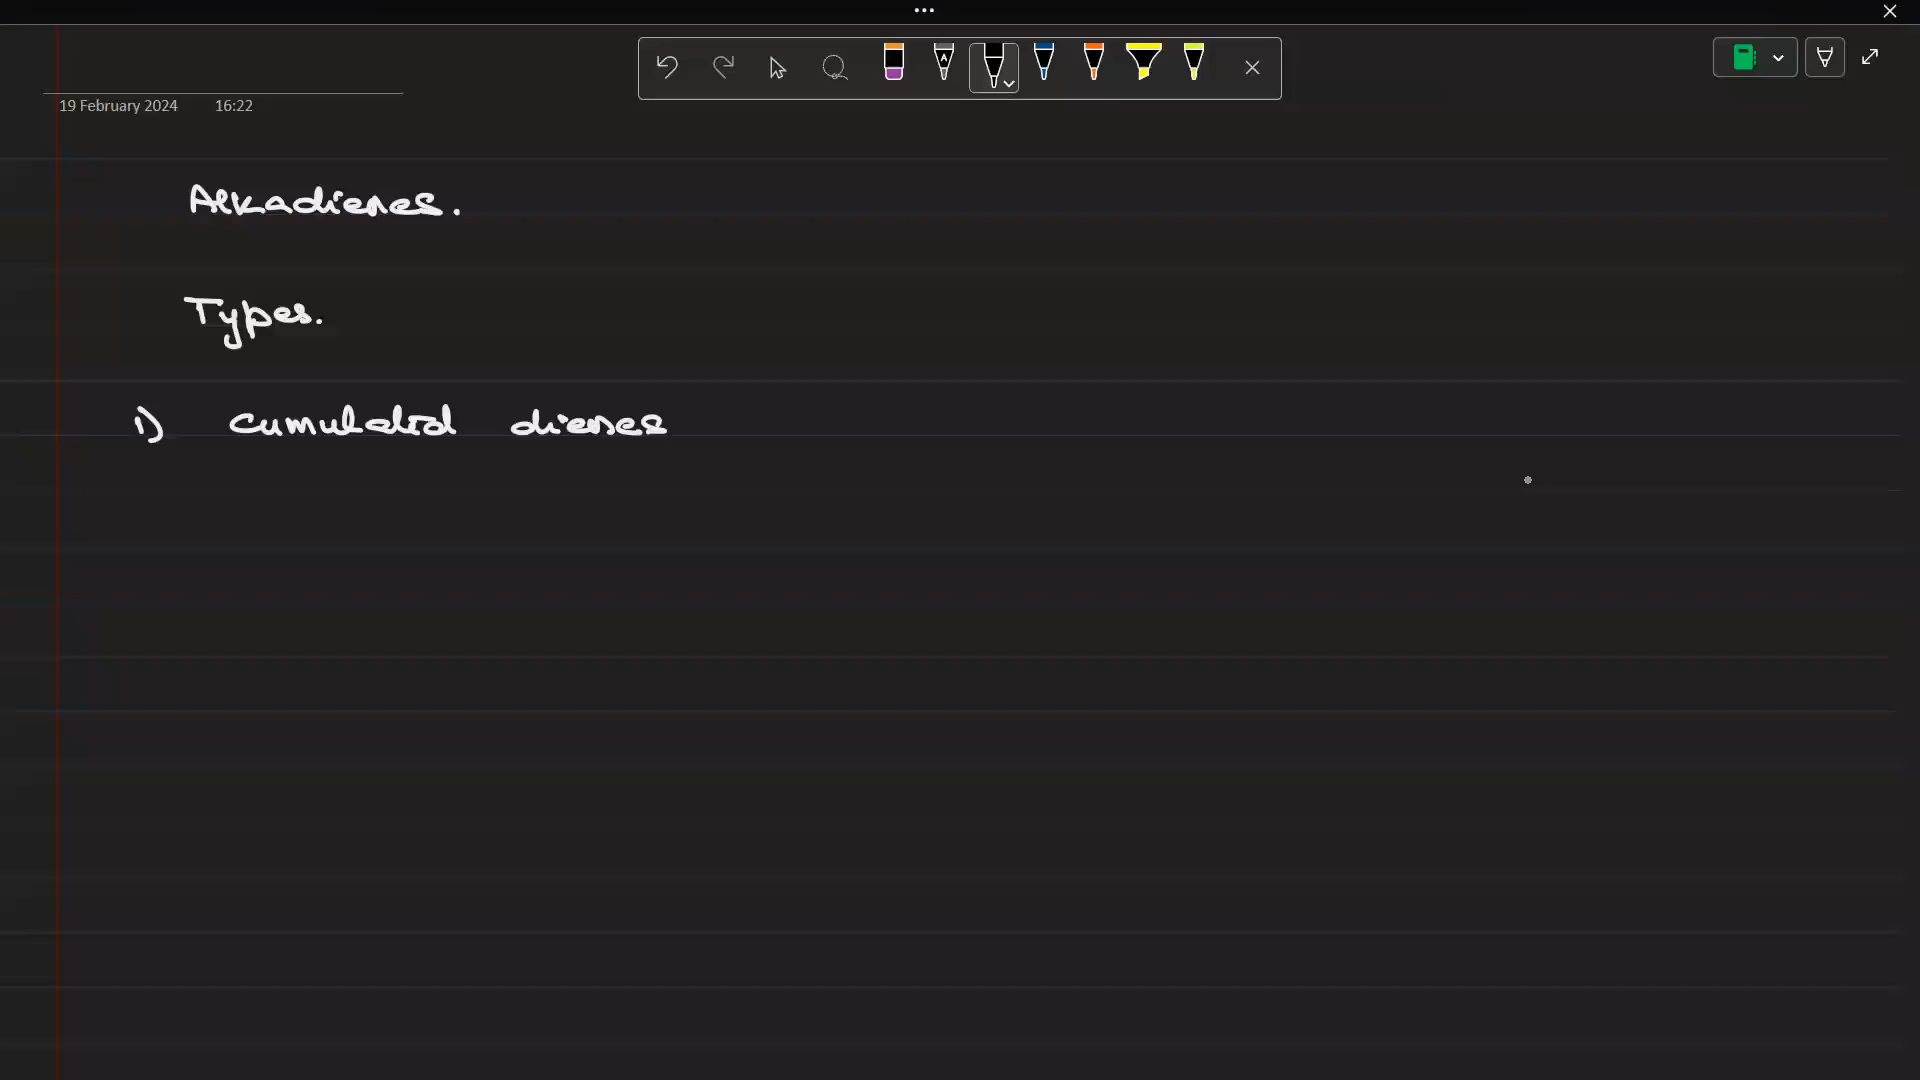 19 February 2024 16:22
Alkadienes.
Types.
1) Cumulated dienes